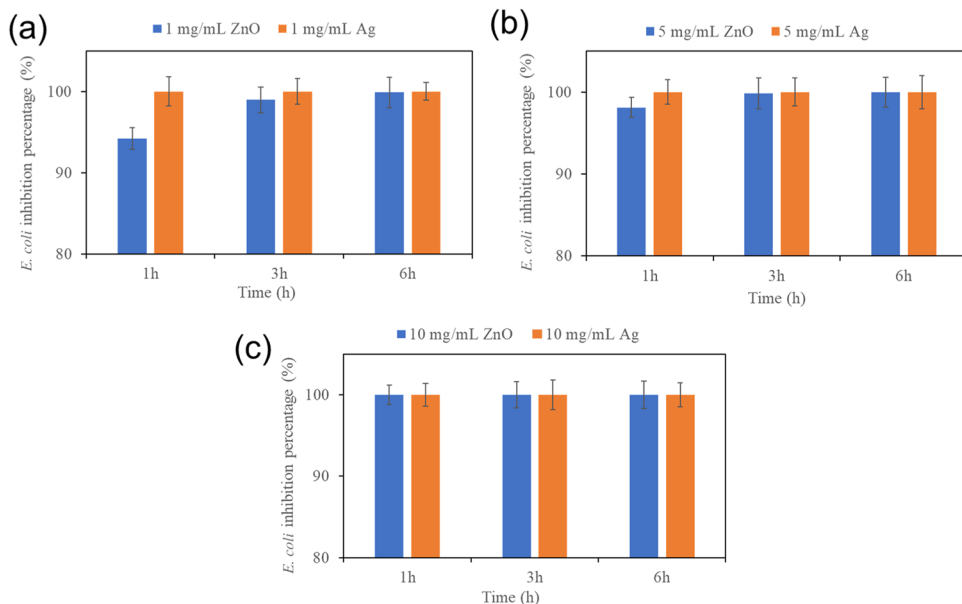 (a)
1 mg/mL ZnO 1 mg/mL Ag
E. coli inhibition percentage (%)
100
90
80
1h 3h 6h
Time (h)
(b)
5 mg/mL ZnO 5 mg/mL Ag
E. coli inhibition percentage (%)
100
90
80
1h 3h 6h
Time (h)
(c)
10 mg/mL ZnO 10 mg/mL Ag
E. coli inhibition percentage (%)
100
90
80
1h 3h 6h
Time (h)